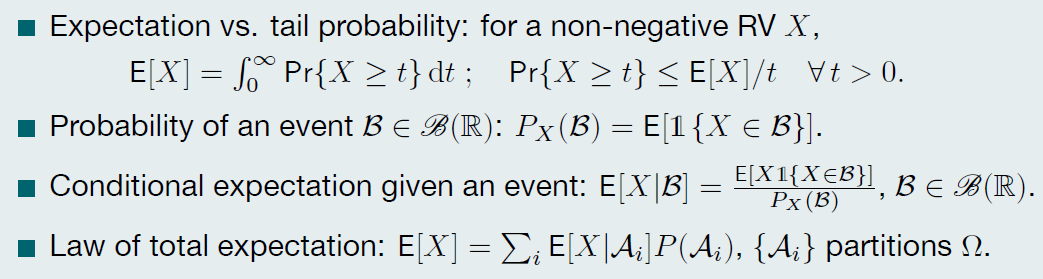 ■ Expectation vs. tail probability: for a non-negative RV X,
E[X] = ∫₀^∞ Pr{X ≥ t} dt ; Pr{X ≥ t} ≤ E[X]/t ∀ t > 0.
■ Probability of an event ℬ ∈ ℬ(ℝ): P_X(ℬ) = E[𝟙{X ∈ ℬ}].
■ Conditional expectation given an event: E[X|ℬ] = E[X𝟙{X∈ℬ}]/P_X(ℬ), ℬ ∈ ℬ(ℝ).
■ Law of total expectation: E[X] = ∑_i E[X|𝒜_i]P(𝒜_i), {𝒜_i} partitions Ω.